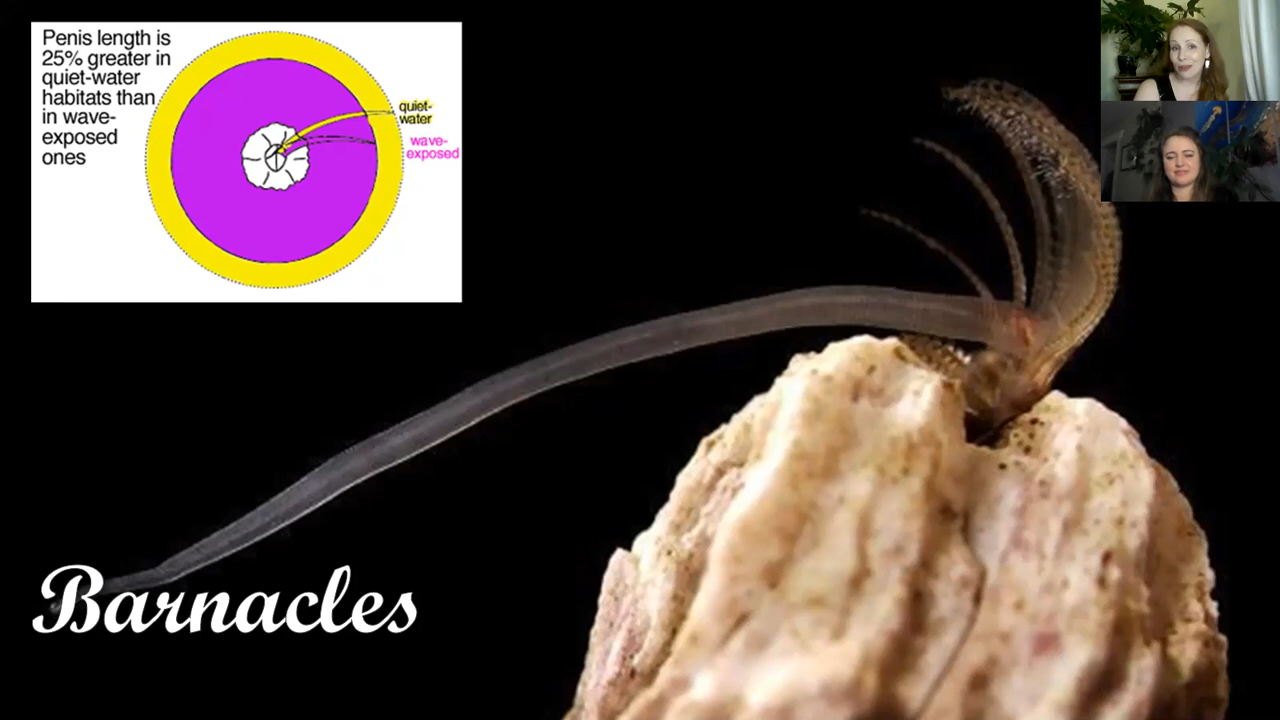 Penis length is
25% greater in
quiet-water
habitats than
in wave-
exposed
ones
quiet-
water
wave-
exposed
Barnacles